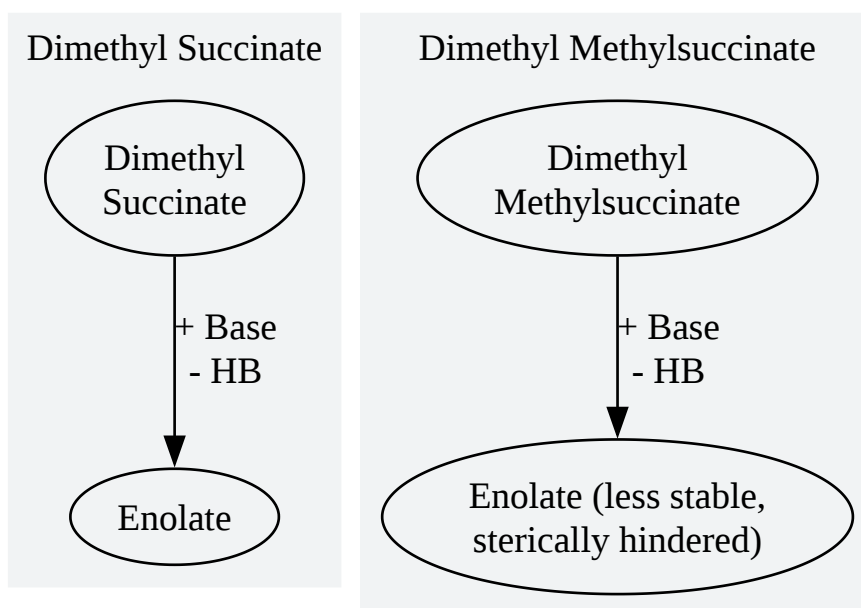 Dimethyl Succinate
Dimethyl
Succinate
+ Base
- HB
Enolate
Dimethyl Methylsuccinate
Dimethyl
Methylsuccinate
+ Base
- HB
Enolate (less stable,
sterically hindered)